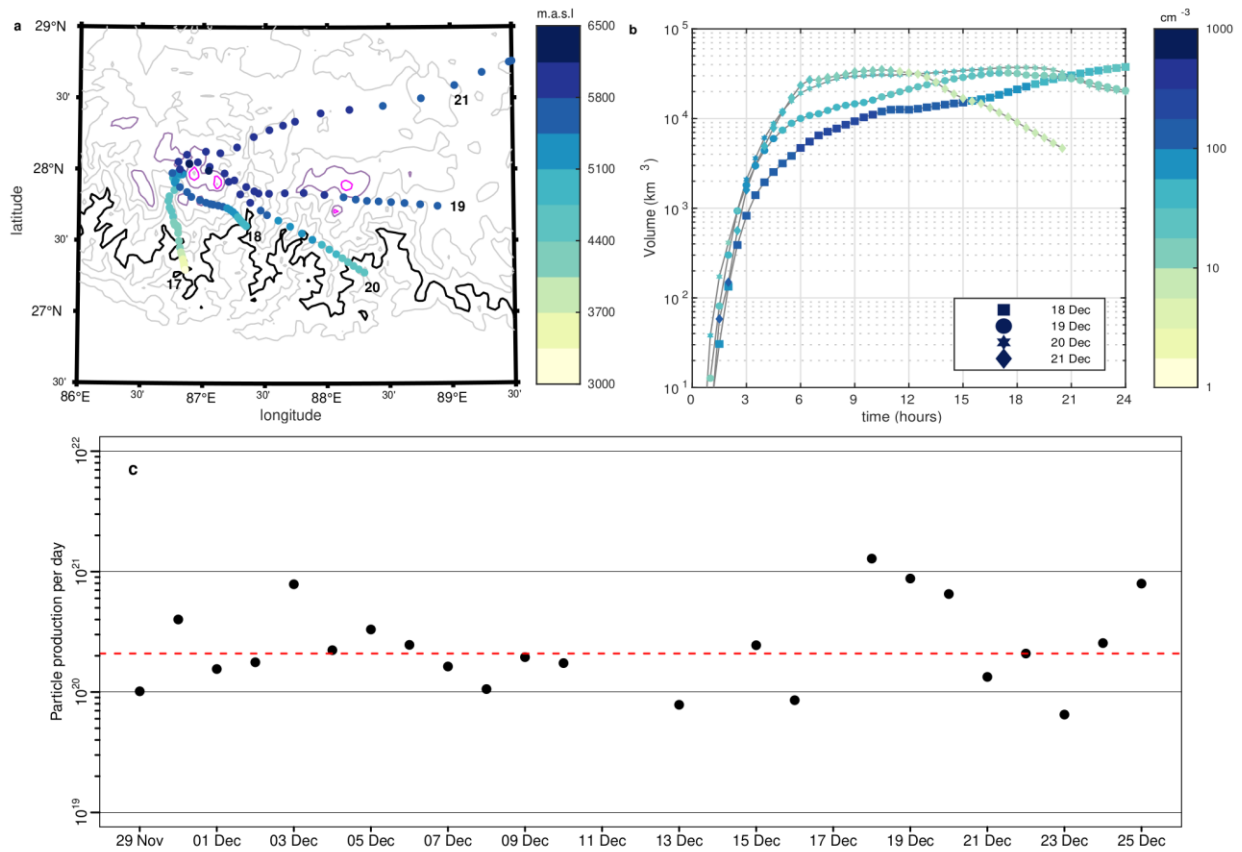 a
29°N
30'
28°N
30'
27°N
30'
86°E
30'
87°E
30'
88°E
30'
89°E
30'
latitude
longitude
17
18
19
20
21
m.a.s.l
6500
5800
5100
4400
3700
3000
b
10^5
10^4
10^3
10^2
10^1
Volume (km^3)
0 3 6 9 12 15 18 21 24
time (hours)
18 Dec
19 Dec
20 Dec
21 Dec
cm^-3
1000
100
10
1
c
10^22
10^21
10^20
10^19
Particle production per day
29 Nov 01 Dec 03 Dec 05 Dec 07 Dec 09 Dec 11 Dec 13 Dec 15 Dec 17 Dec 19 Dec 21 Dec 23 Dec 25 Dec